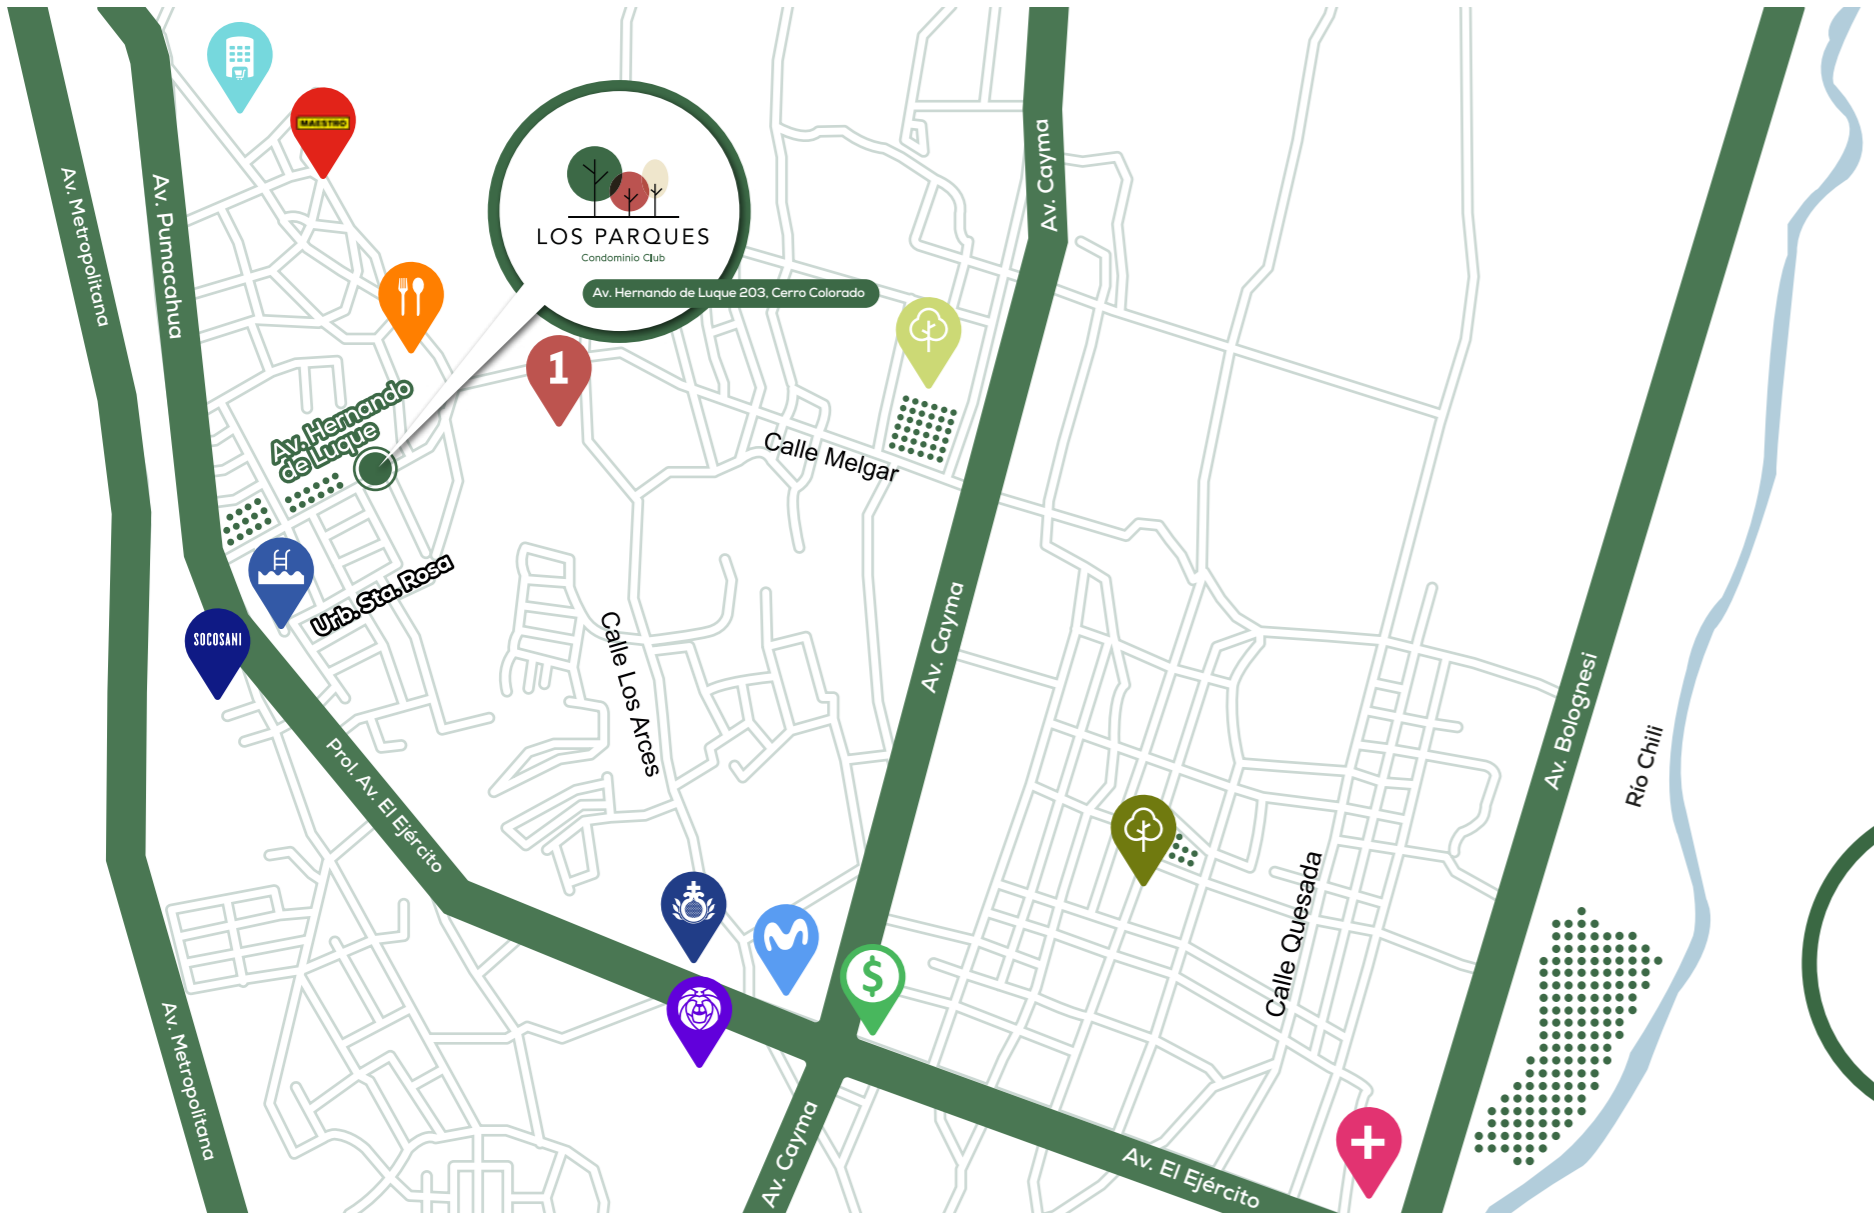 MAESTRO
Av. Metropolitana
Av. Pumacahua
LOS PARQUES
Condominio Club
Av. Hernando de Luque 203, Cerro Colorado
Av. Cayma
1
Av. Hernando
de Luque
Calle Melgar
Urb. Sta. Rosa
SOCOSANI
Calle Los Arces
Av. Cayma
Av. Bolognesi
Río Chili
Prol. Av. El Ejército
Calle Quesada
$
Av. Metropolitana
Av. Cayma
Av. El Ejército